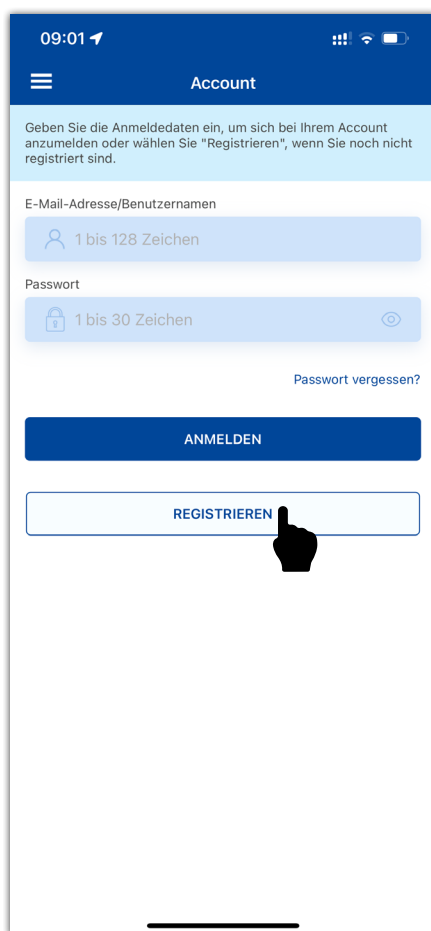 09:01
Account
Geben Sie die Anmeldedaten ein, um sich bei Ihrem Account
anzumelden oder wählen Sie "Registrieren", wenn Sie noch nicht
registriert sind.
E-Mail-Adresse/Benutzernamen
1 bis 128 Zeichen
Passwort
1 bis 30 Zeichen
Passwort vergessen?
ANMELDEN
REGISTRIEREN